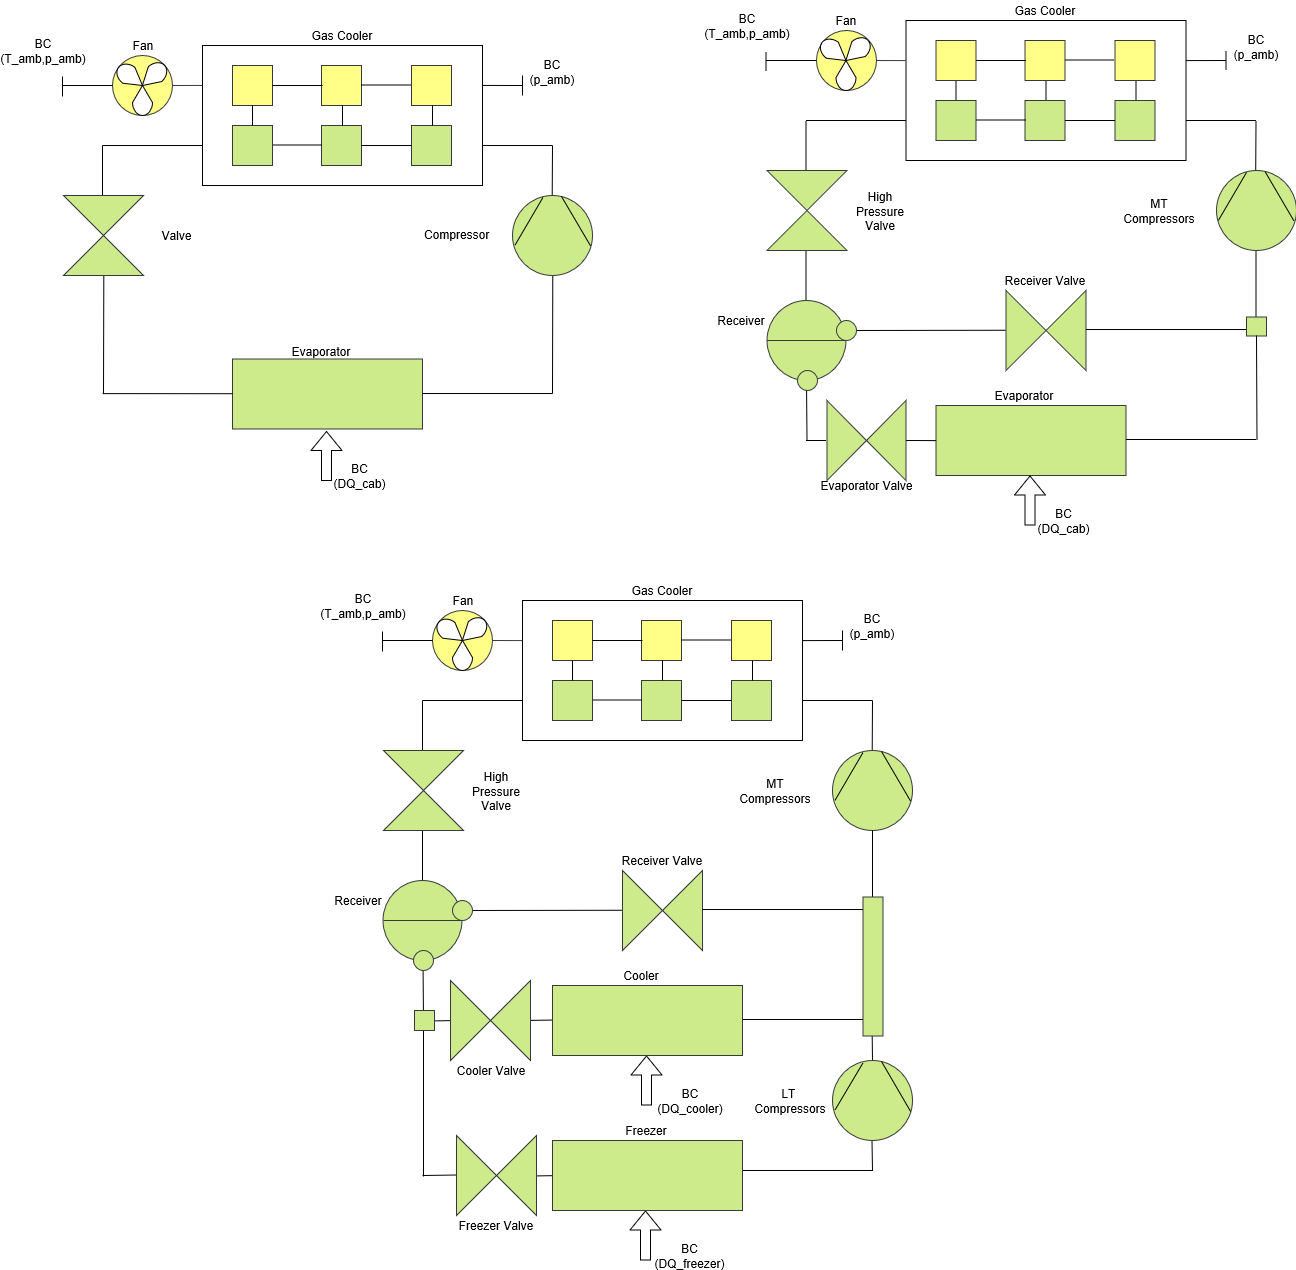 BC
(T_amb,p_amb)
Fan
Gas Cooler
BC
(p_amb)
Valve
Compressor
Evaporator
BC
(DQ_cab)
BC
(T_amb,p_amb)
Fan
Gas Cooler
BC
(p_amb)
High
Pressure
Valve
MT
Compressors
Receiver
Receiver Valve
Evaporator
Evaporator Valve
BC
(DQ_cab)
BC
(T_amb,p_amb)
Fan
Gas Cooler
BC
(p_amb)
High
Pressure
Valve
MT
Compressors
Receiver
Receiver Valve
Cooler
Cooler Valve
BC
(DQ_cooler)
LT
Compressors
Freezer
Freezer Valve
BC
(DQ_freezer)